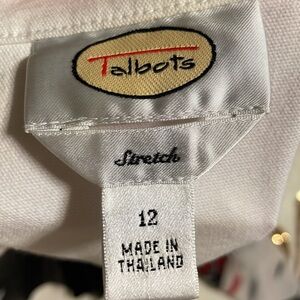 Talbots
Stretch
12
MADE IN
THAILAND